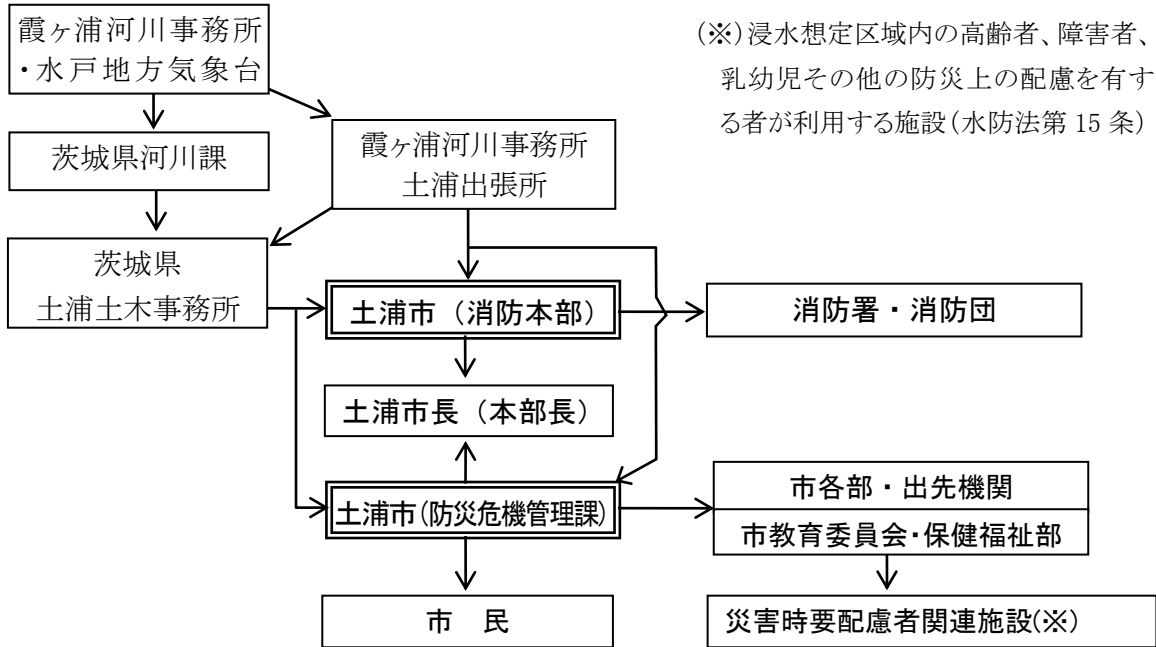 霞ヶ浦河川事務所
・水戸地方気象台
(※)浸水想定区域内の高齢者、障害者、
乳幼児その他の防災上の配慮を有す
る者が利用する施設(水防法第 15 条)
茨城県河川課
霞ヶ浦河川事務所
土浦出張所
茨城県
土浦土木事務所
土浦市（消防本部）
消防署・消防団
土浦市長（本部長）
土浦市(防災危機管理課)
市各部・出先機関
市教育委員会・保健福祉部
市　民
災害時要配慮者関連施設(※)